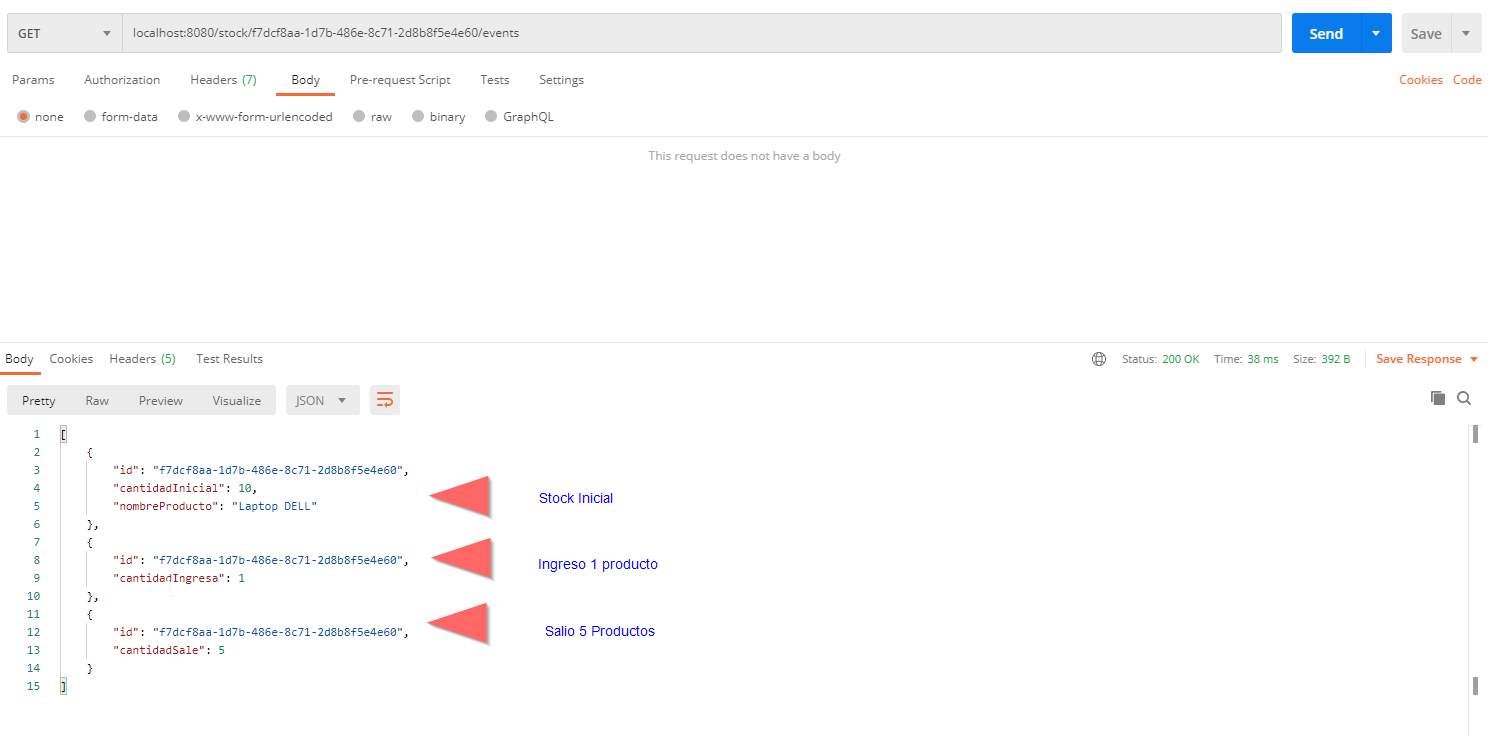 GET localhost:8080/stock/f7dcf8aa-1d7b-486e-8c71-2d8b8f5e4e60/events Send Save
Params Authorization Headers (7) Body Pre-request Script Tests Settings Cookies Code
none form-data x-www-form-urlencoded raw binary GraphQL
This request does not have a body
Body Cookies Headers (5) Test Results Status: 200 OK Time: 38 ms Size: 392 B Save Response
Pretty Raw Preview Visualize JSON
1 [
2 {
3 "id": "f7dcf8aa-1d7b-486e-8c71-2d8b8f5e4e60",
4 "cantidadInicial": 10,
Stock Inicial
5 "nombreProducto": "Laptop DELL"
6 },
7 {
8 "id": "f7dcf8aa-1d7b-486e-8c71-2d8b8f5e4e60",
Ingreso 1 producto
9 "cantidadIngresa": 1
10 },
11 {
12 "id": "f7dcf8aa-1d7b-486e-8c71-2d8b8f5e4e60",
Salio 5 Productos
13 "cantidadSale": 5
14 }
15 ]